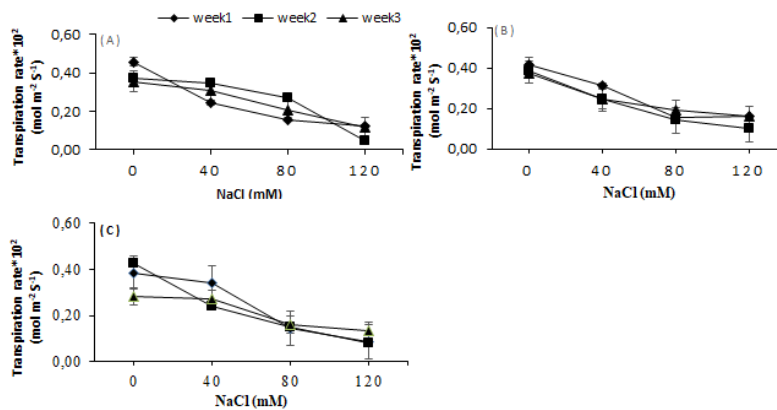 week1 week2 week3
(A)
Transpiration rate*10²
(mol m⁻² S⁻¹)
0,60
0,40
0,20
0,00
0 40 80 120
NaCl (mM)
(B)
Transpiration rate*10²
(mol m⁻² S⁻¹)
0,60
0,40
0,20
0,00
0 40 80 120
NaCl (mM)
(C)
Transpiration rate*10²
(mol m⁻² S⁻¹)
0,60
0,40
0,20
0,00
0 40 80 120
NaCl (mM)